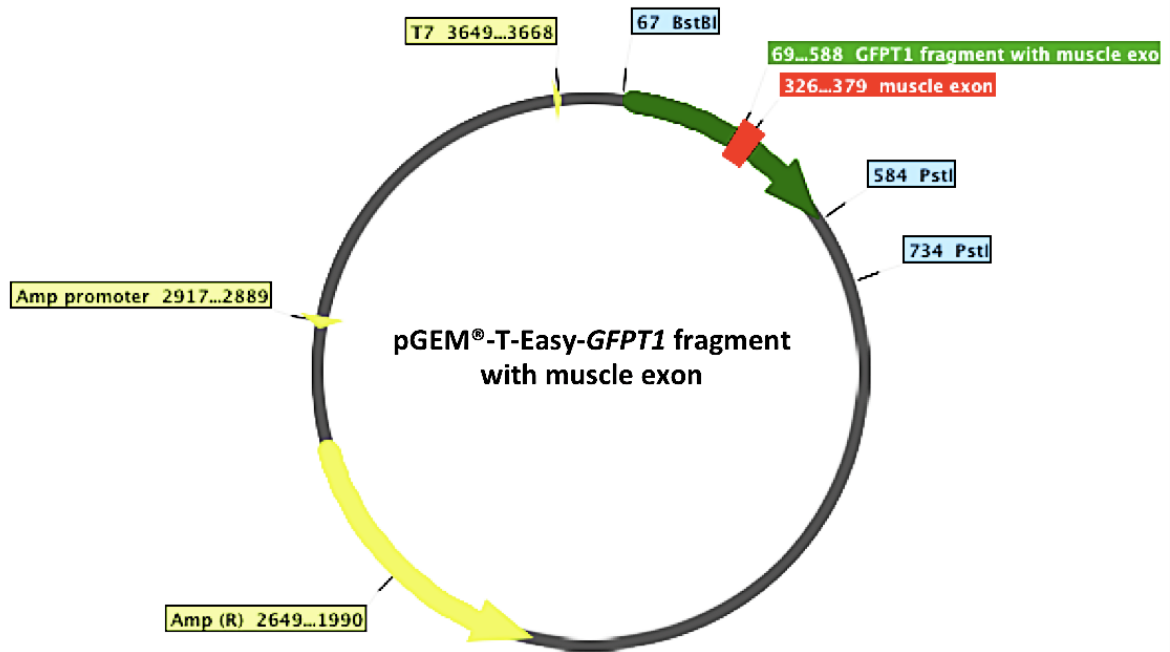 T7 3649...3668
67 BstBI
69...588 GFPT1 fragment with muscle exo
326...379 muscle exon
584 PstI
734 PstI
Amp promoter 2917...2889
pGEM®-T-Easy-GFPT1 fragment
with muscle exon
Amp (R) 2649...1990